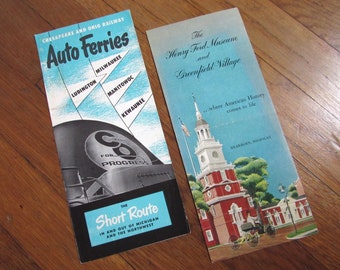 CHESAPEAKE AND OHIO RAILWAY
Auto Ferries
MILWAUKEE
LUDINGTON
MANITOWOC
KEWAUNEE
C&O
FOR
PROGRESS
The
Short Route
IN AND OUT OF MICHIGAN
AND THE NORTHWEST
The
Henry Ford Museum
and
Greenfield Village
...where American History
comes to life
DEARBORN, MICHIGAN